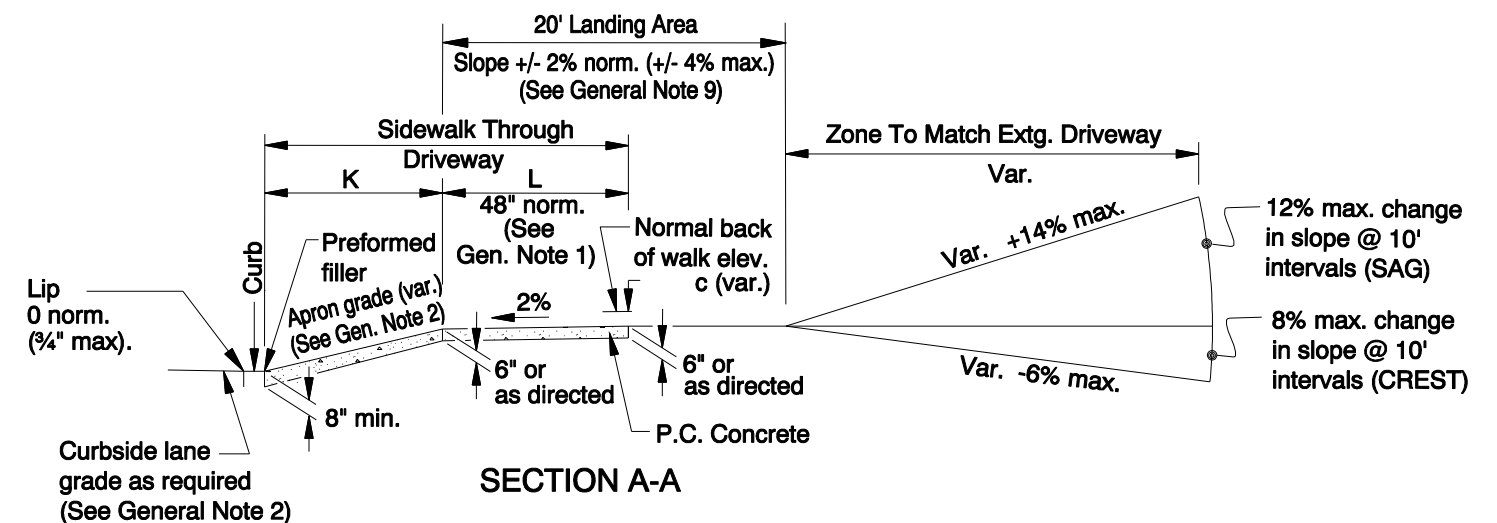 20' Landing Area
Slope +/- 2% norm. (+/- 4% max.)
(See General Note 9)
Sidewalk Through
Driveway
K
L
48" norm.
(See
Gen. Note 1)
Zone To Match Extg. Driveway
Var.
Curb
Preformed
filler
Normal back
of walk elev.
c (var.)
Lip
0 norm.
(¾" max).
Apron grade (var.)
(See Gen. Note 2)
2%
Var. +14% max.
12% max. change
in slope @ 10'
intervals (SAG)
Var. -6% max.
8% max. change
in slope @ 10'
intervals (CREST)
6" or
as directed
6" or
as directed
8" min.
P.C. Concrete
Curbside lane
grade as required
(See General Note 2)
SECTION A-A